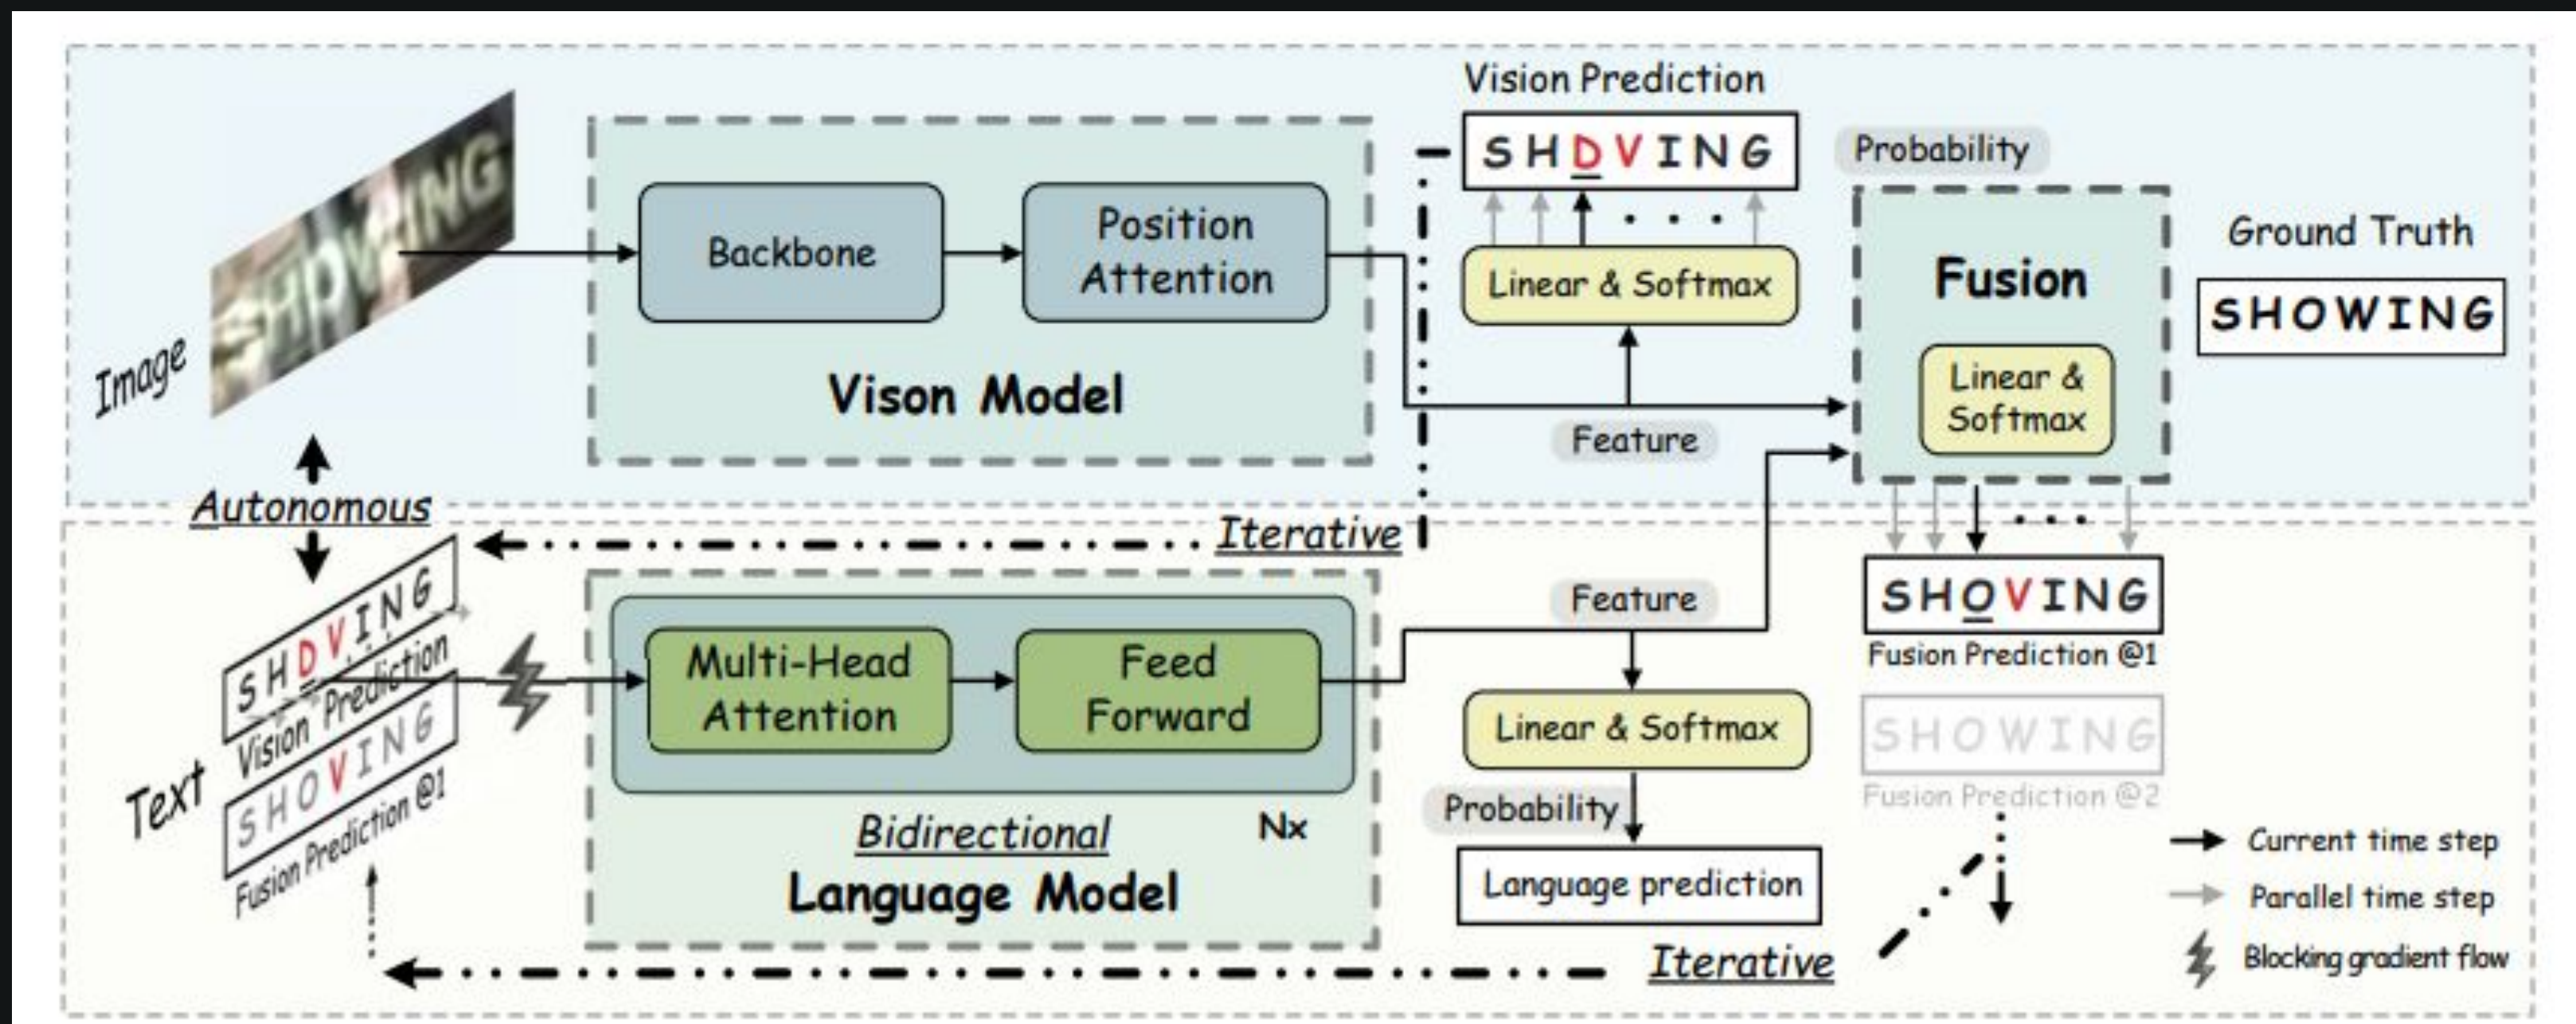 Vision Prediction
SHDVING
Probability
SHOWING
Backbone
Position
Attention
Linear & Softmax
Fusion
Linear &
Softmax
Ground Truth
SHOWING
Image
Vison Model
Feature
Autonomous
Iterative
SHDVING
Vision Prediction
SHOVING
Fusion Prediction @1
Text
Multi-Head
Attention
Feed
Forward
Bidirectional
Nx
Language Model
Feature
Linear & Softmax
Probability
Language prediction
SHOVING
Fusion Prediction @1
SHOWING
Fusion Prediction @2
Iterative
Current time step
Parallel time step
Blocking gradient flow